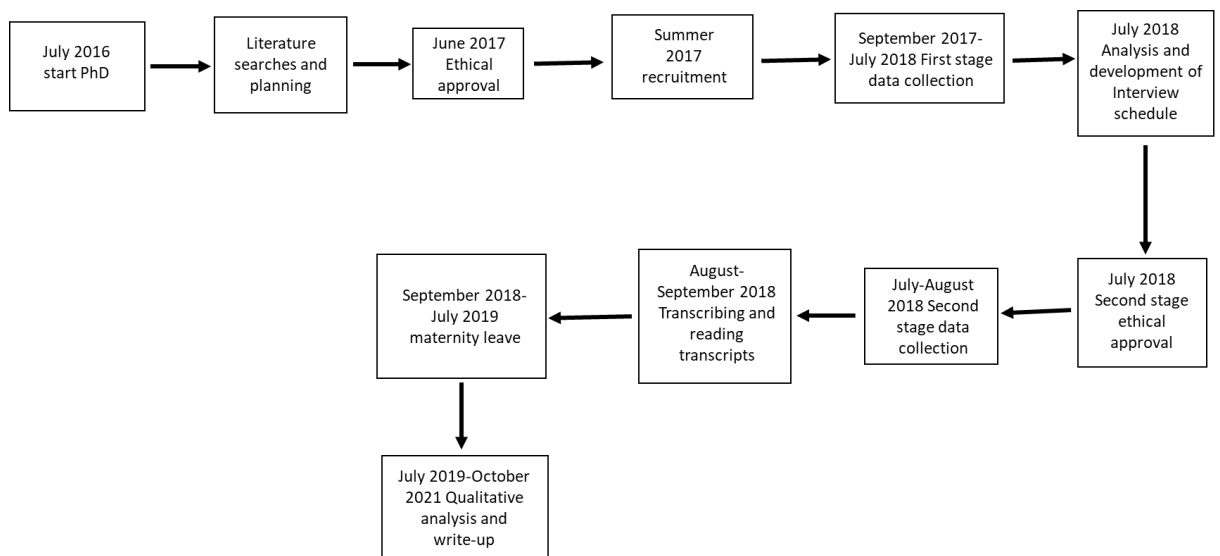 July 2016
start PhD
Literature
searches and
planning
June 2017
Ethical
approval
Summer
2017
recruitment
September 2017-
July 2018 First stage
data collection
July 2018
Analysis and
development of
Interview
schedule
July 2018
Second stage
ethical
approval
July-August
2018 Second
stage data
collection
August-
September 2018
Transcribing and
reading
transcripts
September 2018-
July 2019
maternity leave
July 2019-October
2021 Qualitative
analysis and
write-up